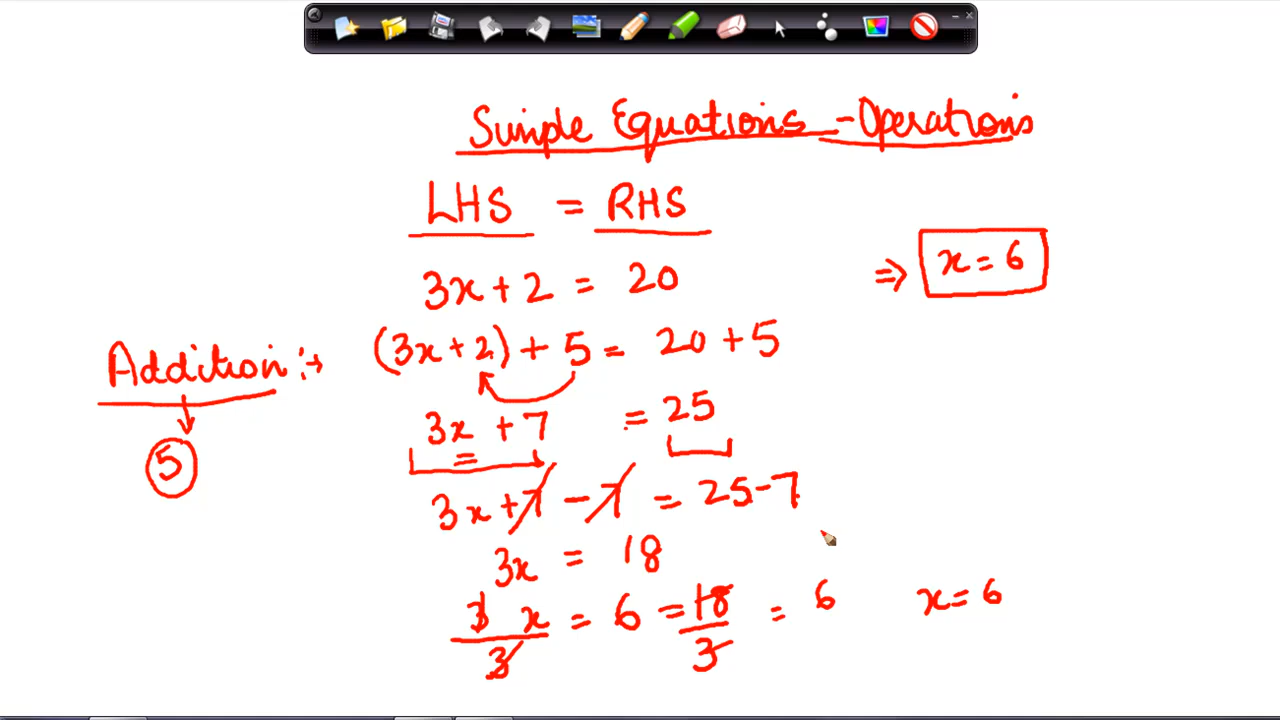 Simple Equations - Operations
LHS = RHS
3x + 2 = 20
⇒ x = 6
Addition :→ (3x + 2) + 5 = 20 + 5
3x + 7 = 25
5
3x + 7 - 7 = 25 - 7
3x = 18
3 x / 3 = 6 = 18 / 3 = 6 x = 6